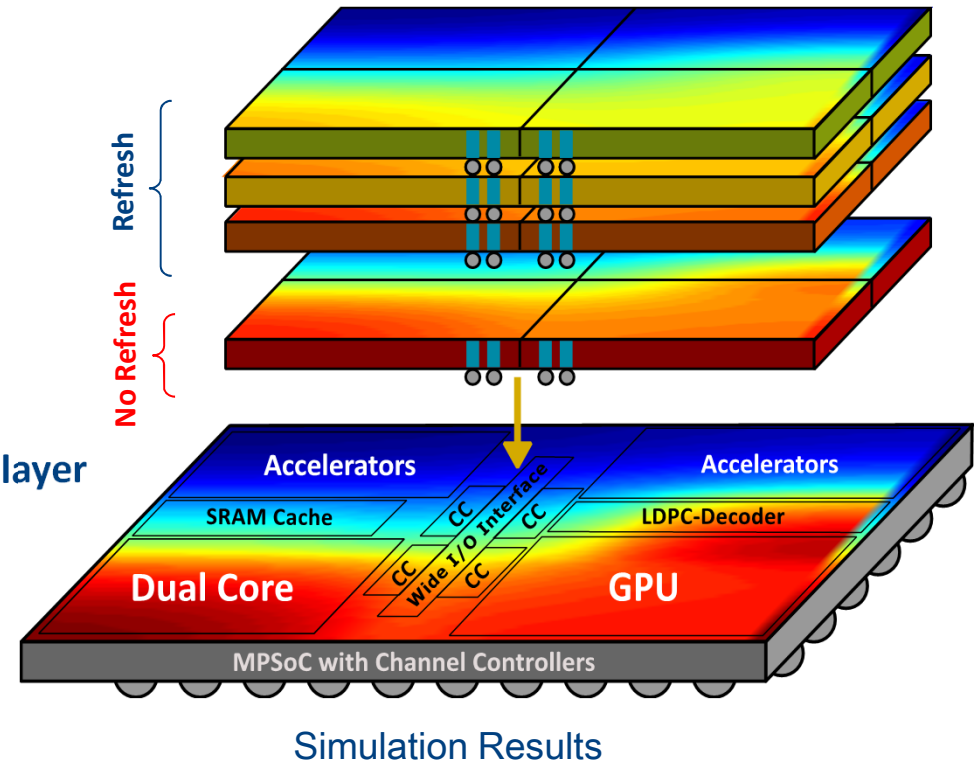 Refresh
No Refresh
layer
Accelerators
Accelerators
SRAM Cache
CC
Wide I/O Interface
CC
LDPC-Decoder
Dual Core
CC
CC
GPU
MPSoC with Channel Controllers
Simulation Results